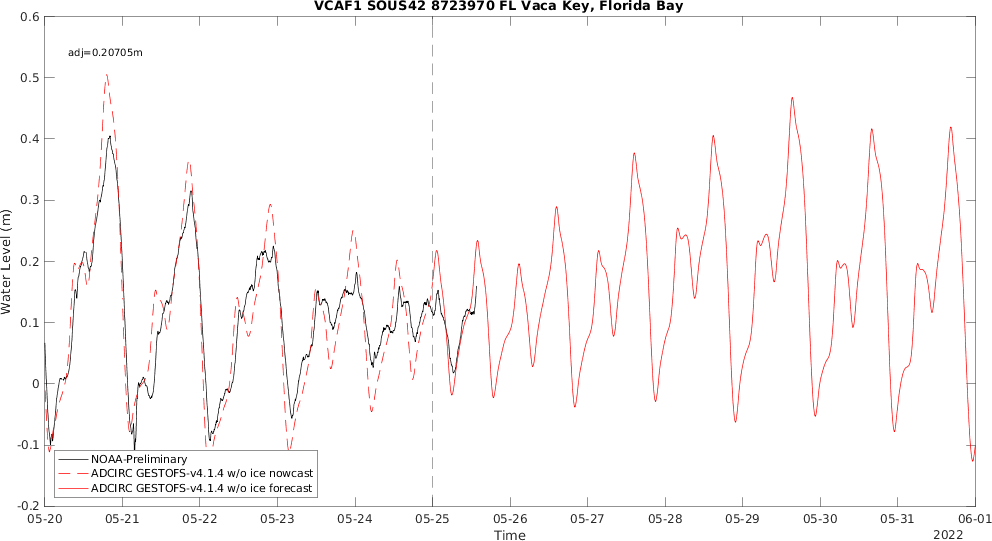 VCAF1 SOUS42 8723970 FL Vaca Key, Florida Bay
adj=0.20705m
Water Level (m)
0.6
0.5
0.4
0.3
0.2
0.1
0
-0.1
-0.2
NOAA-Preliminary
ADCIRC GESTOFS-v4.1.4 w/o ice nowcast
ADCIRC GESTOFS-v4.1.4 w/o ice forecast
05-20 05-21 05-22 05-23 05-24 05-25 05-26 05-27 05-28 05-29 05-30 05-31 06-01
Time
2022